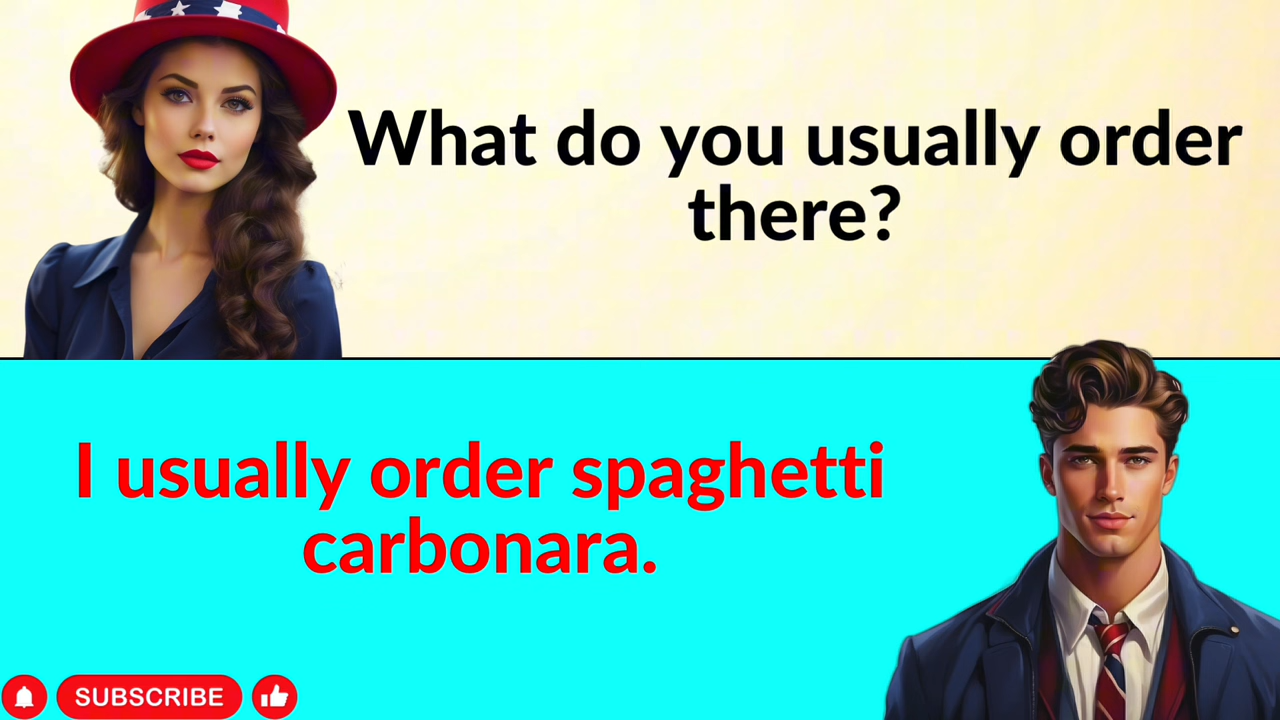 What do you usually order
there?
I usually order spaghetti
carbonara.
SUBSCRIBE